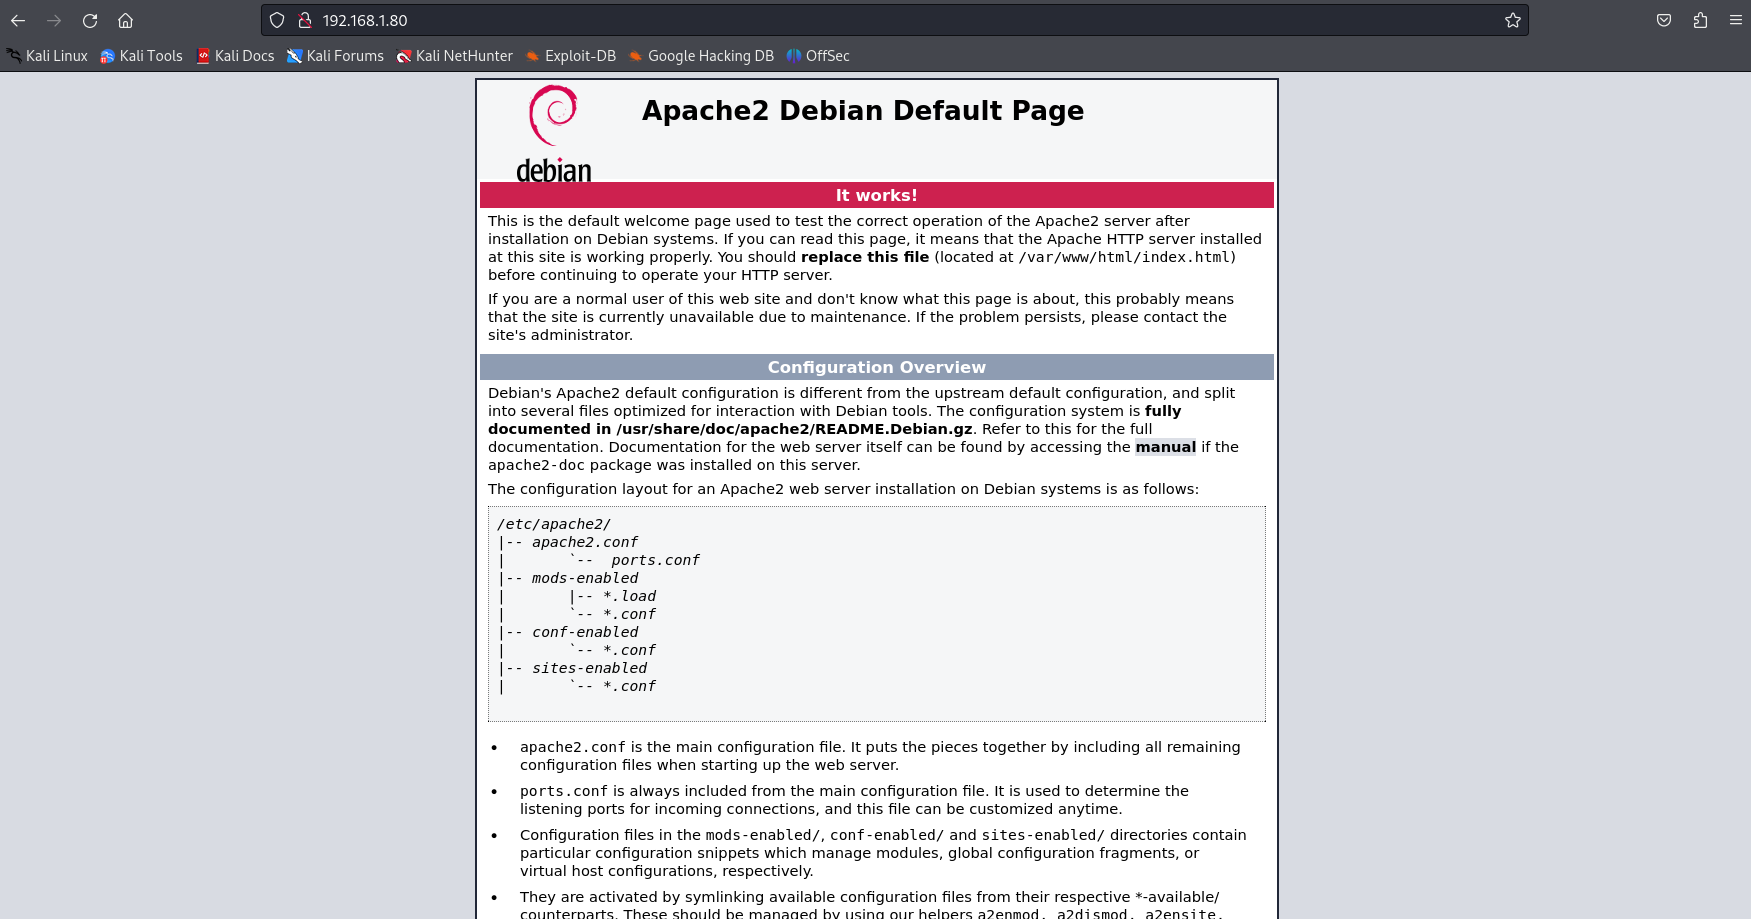 192.168.1.80
Kali Linux Kali Tools Kali Docs Kali Forums Kali NetHunter Exploit-DB Google Hacking DB OffSec
debian
Apache2 Debian Default Page
It works!
This is the default welcome page used to test the correct operation of the Apache2 server after
installation on Debian systems. If you can read this page, it means that the Apache HTTP server installed
at this site is working properly. You should replace this file (located at /var/www/html/index.html)
before continuing to operate your HTTP server.
If you are a normal user of this web site and don't know what this page is about, this probably means
that the site is currently unavailable due to maintenance. If the problem persists, please contact the
site's administrator.
Configuration Overview
Debian's Apache2 default configuration is different from the upstream default configuration, and split
into several files optimized for interaction with Debian tools. The configuration system is fully
documented in /usr/share/doc/apache2/README.Debian.gz. Refer to this for the full
documentation. Documentation for the web server itself can be found by accessing the manual if the
apache2-doc package was installed on this server.
The configuration layout for an Apache2 web server installation on Debian systems is as follows:
/etc/apache2/
|-- apache2.conf
|       `--  ports.conf
|-- mods-enabled
|       |-- *.load
|       `-- *.conf
|-- conf-enabled
|       `-- *.conf
|-- sites-enabled
|       `-- *.conf
• apache2.conf is the main configuration file. It puts the pieces together by including all remaining
configuration files when starting up the web server.
• ports.conf is always included from the main configuration file. It is used to determine the
listening ports for incoming connections, and this file can be customized anytime.
• Configuration files in the mods-enabled/, conf-enabled/ and sites-enabled/ directories contain
particular configuration snippets which manage modules, global configuration fragments, or
virtual host configurations, respectively.
• They are activated by symlinking available configuration files from their respective *-available/
counterparts. These should be managed by using our helpers a2enmod, a2dismod, a2ensite,